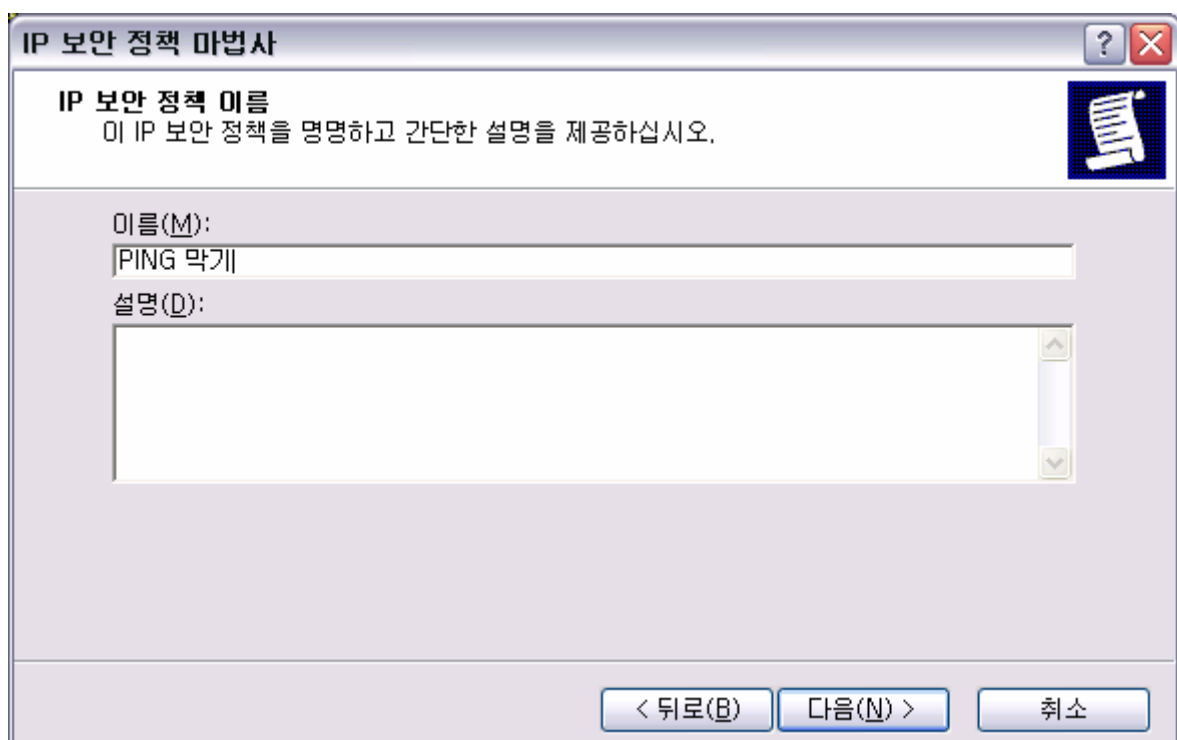 IP 보안 정책 마법사
IP 보안 정책 이름
이 IP 보안 정책을 명명하고 간단한 설명을 제공하십시오.
이름(M):
PING 막기
설명(D):
< 뒤로(B) 다음(N) > 취소